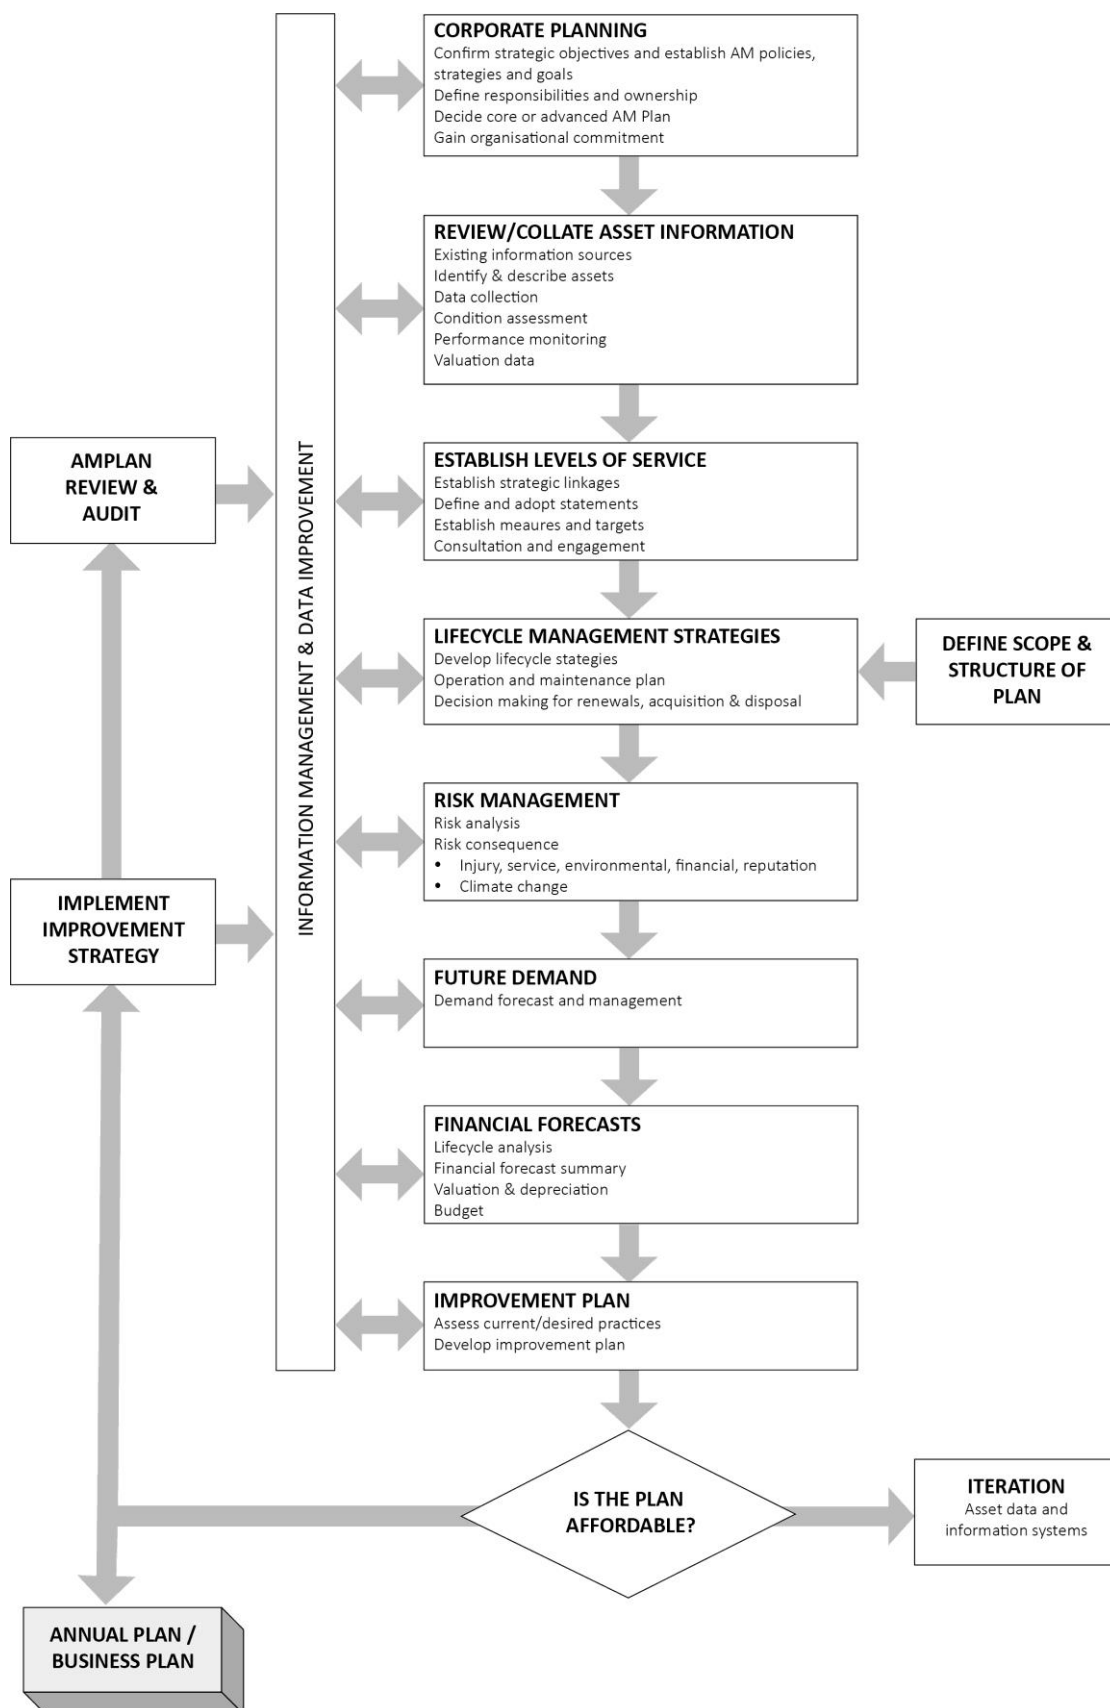 CORPORATE PLANNING
Confirm strategic objectives and establish AM policies,
strategies and goals
Define responsibilities and ownership
Decide core or advanced AM Plan
Gain organisational commitment
REVIEW/COLLATE ASSET INFORMATION
Existing information sources
Identify & describe assets
Data collection
Condition assessment
Performance monitoring
Valuation data
AMPLAN
REVIEW &
AUDIT
INFORMATION MANAGEMENT & DATA IMPROVEMENT
ESTABLISH LEVELS OF SERVICE
Establish strategic linkages
Define and adopt statements
Establish meaures and targets
Consultation and engagement
LIFECYCLE MANAGEMENT STRATEGIES
Develop lifecycle stategies
Operation and maintenance plan
Decision making for renewals, acquisition & disposal
DEFINE SCOPE &
STRUCTURE OF
PLAN
RISK MANAGEMENT
Risk analysis
Risk consequence
• Injury, service, environmental, financial, reputation
• Climate change
IMPLEMENT
IMPROVEMENT
STRATEGY
FUTURE DEMAND
Demand forecast and management
FINANCIAL FORECASTS
Lifecycle analysis
Financial forecast summary
Valuation & depreciation
Budget
IMPROVEMENT PLAN
Assess current/desired practices
Develop improvement plan
IS THE PLAN
AFFORDABLE?
ITERATION
Asset data and
information systems
ANNUAL PLAN /
BUSINESS PLAN